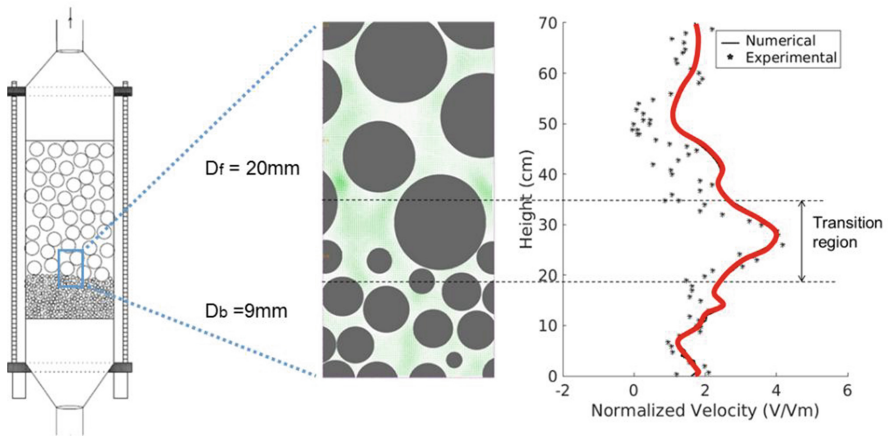 Df = 20mm
Db =9mm
Height (cm)
70
60
50
40
30
20
10
0
-2 0 2 4 6
Normalized Velocity (V/Vm)
Numerical
Experimental
Transition
region